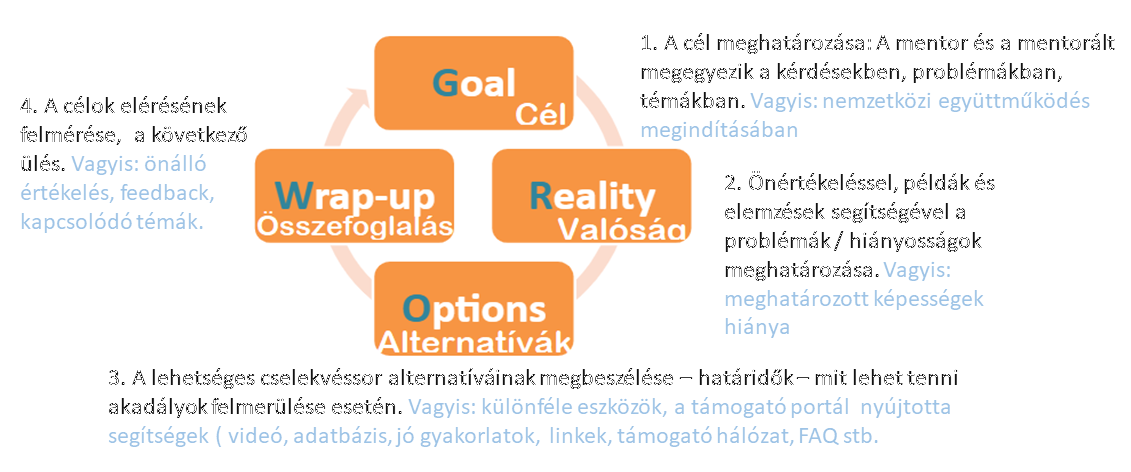 Goal
Cél
1. A cél meghatározása: A mentor és a mentorált
megegyezik a kérdésekben, problémákban,
témákban. Vagyis: nemzetközi együttműködés
megindításában
Reality
Valóság
2. Önértékeléssel, példák és
elemzések segítségével a
problémák / hiányosságok
meghatározása. Vagyis:
meghatározott képességek
hiánya
Options
Alternatívák
3. A lehetséges cselekvéssor alternatíváinak megbeszélése – határidők – mit lehet tenni
akadályok felmerülése esetén. Vagyis: különféle eszközök, a támogató portál nyújtotta
segítségek ( videó, adatbázis, jó gyakorlatok, linkek, támogató hálózat, FAQ stb.
Wrap-up
Összefoglalás
4. A célok elérésének
felmérése, a következő
ülés. Vagyis: önálló
értékelés, feedback,
kapcsolódó témák.